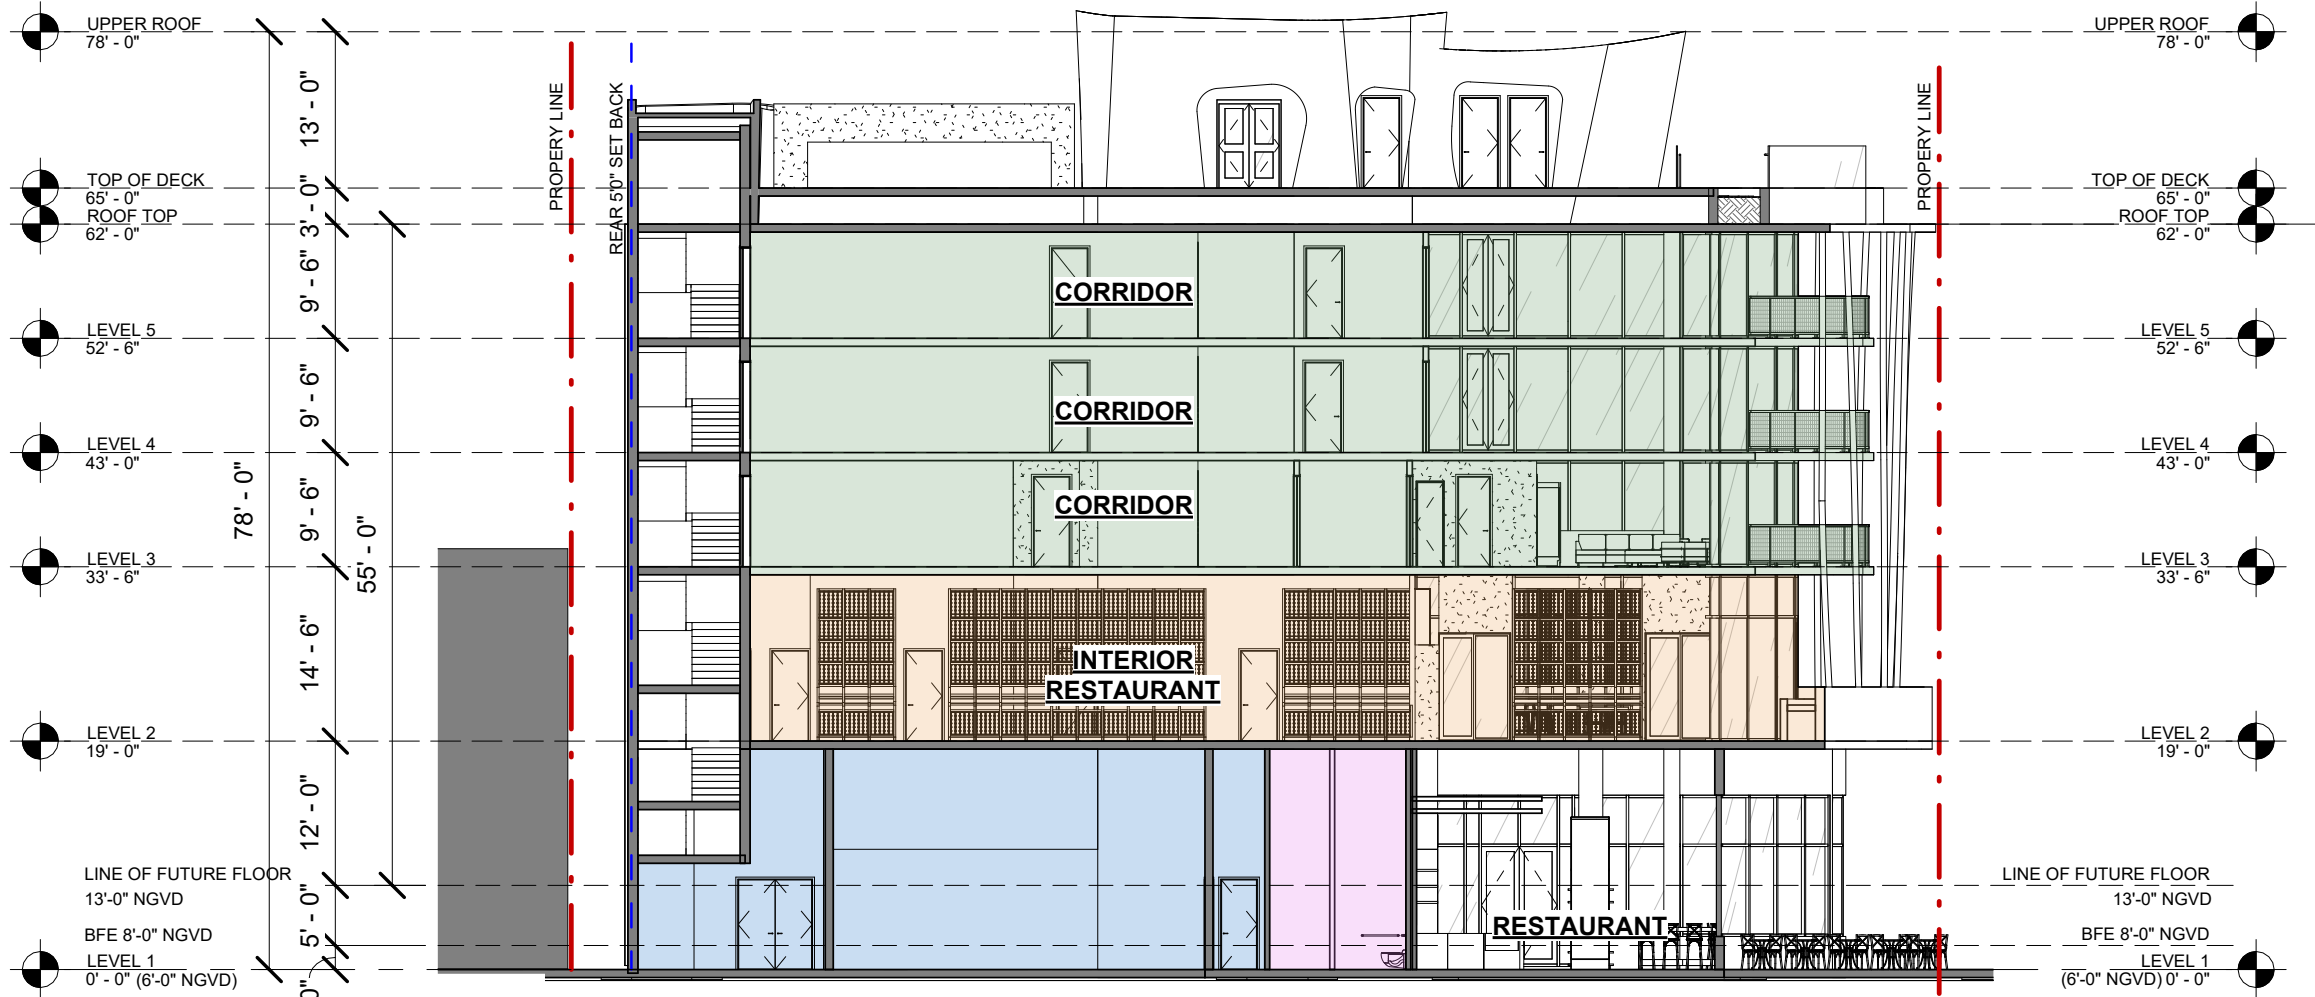 UPPER ROOF
78' - 0"
UPPER ROOF
78' - 0"
13' - 0"
PROPERY LINE
REAR 5'0" SET BACK
PROPERTY LINE
TOP OF DECK
65' - 0"
TOP OF DECK
65' - 0"
3' - 0"
ROOF TOP
62' - 0"
ROOF TOP
62' - 0"
9' - 6"
CORRIDOR
LEVEL 5
52' - 6"
LEVEL 5
52' - 6"
9' - 6"
CORRIDOR
LEVEL 4
43' - 0"
LEVEL 4
43' - 0"
78' - 0"
9' - 6"
55' - 0"
CORRIDOR
LEVEL 3
33' - 6"
LEVEL 3
33' - 6"
14' - 6"
INTERIOR
RESTAURANT
LEVEL 2
19' - 0"
LEVEL 2
19' - 0"
12' - 0"
LINE OF FUTURE FLOOR
13'-0" NGVD
LINE OF FUTURE FLOOR
13'-0" NGVD
5' - 0"
RESTAURANT
BFE 8'-0" NGVD
BFE 8'-0" NGVD
LEVEL 1
0' - 0" (6'-0" NGVD)
LEVEL 1
(6'-0" NGVD) 0' - 0"